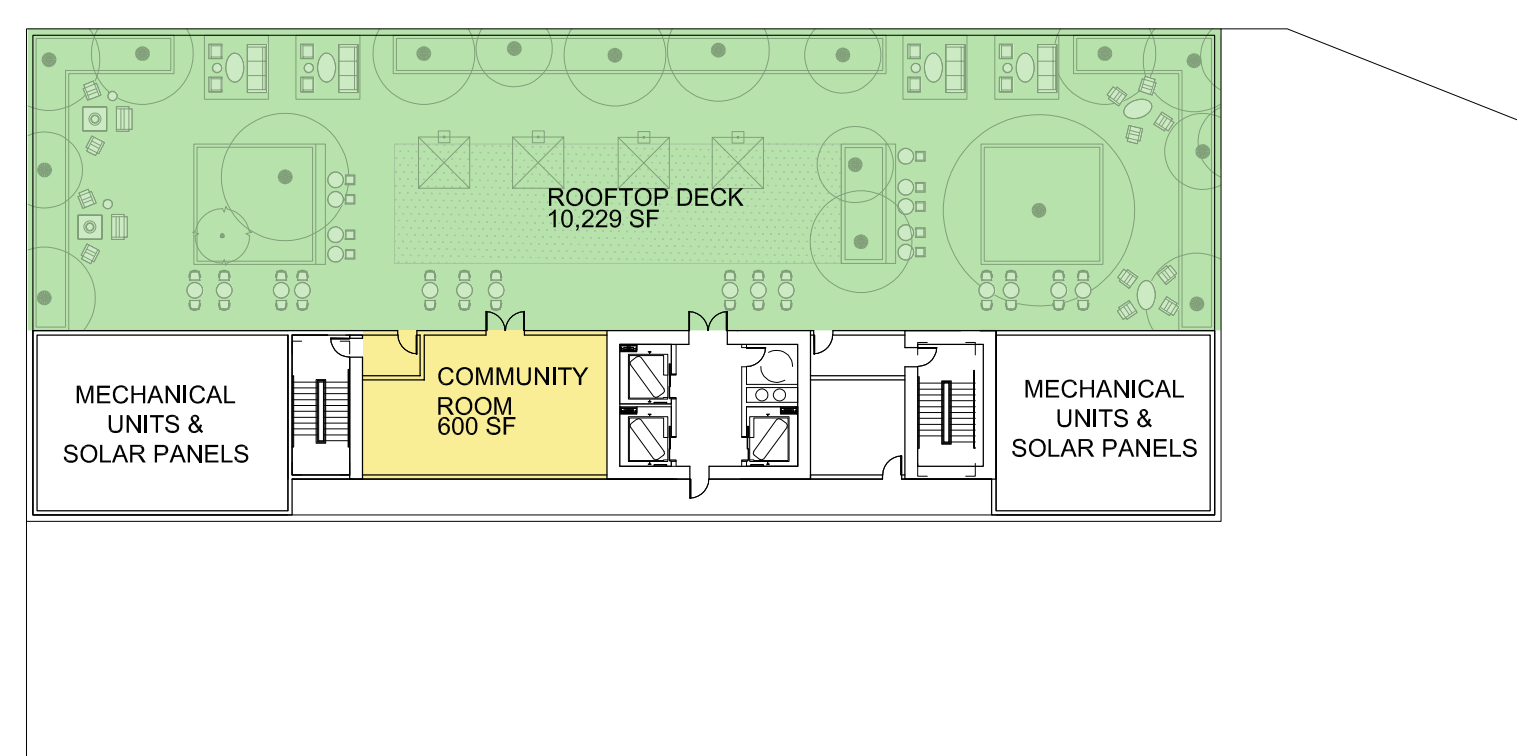 ROOFTOP DECK
10,229 SF
MECHANICAL
UNITS &
SOLAR PANELS
COMMUNITY
ROOM
600 SF
MECHANICAL
UNITS &
SOLAR PANELS